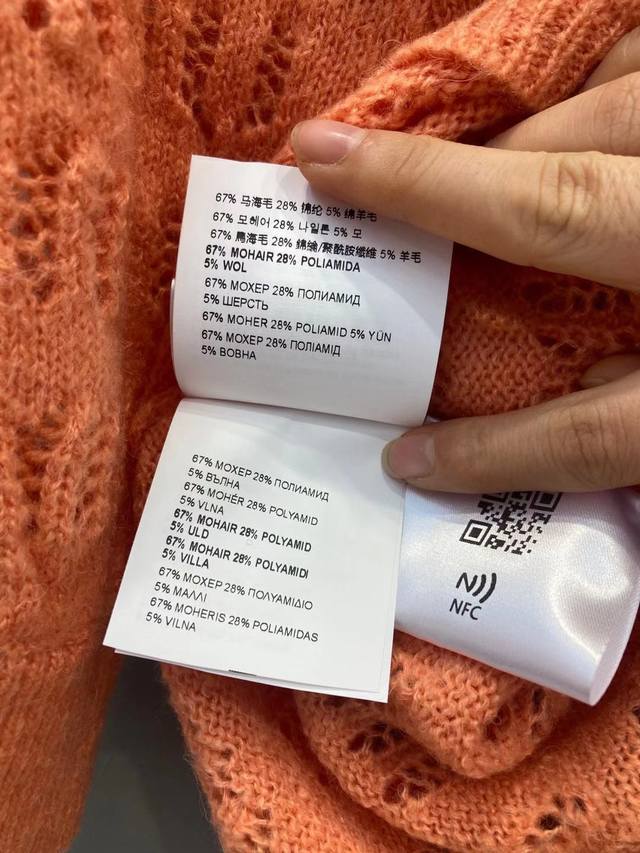 67% 马海毛 28% 锦纶 5% 绵羊毛
67% 모헤어 28% 나일론 5% 모
67% 馬海毛 28% 錦綸/聚酰胺纖維 5% 羊毛
67% MOHAIR 28% POLIAMIDA
5% WOL
67% МОХЕР 28% ПОЛИАМИД
5% ШЕРСТЬ
67% MOHER 28% POLIAMID 5% YÜN
67% МОХЕР 28% ПОЛІАМІД
5% ВОВНА
67% МОХЕР 28% ПОЛИАМИД
5% ВЪЛНА
67% MOHÉR 28% POLYAMID
5% VLNA
67% MOHAIR 28% POLYAMID
5% ULD
67% MOHAIR 28% POLYAMIDI
5% VILLA
67% ΜΟΧΕΡ 28% ΠΟΛΥΑΜΙΔΙΟ
5% ΜΑΛΛΙ
67% MOHERIS 28% POLIAMIDAS
5% VILNA
NFC